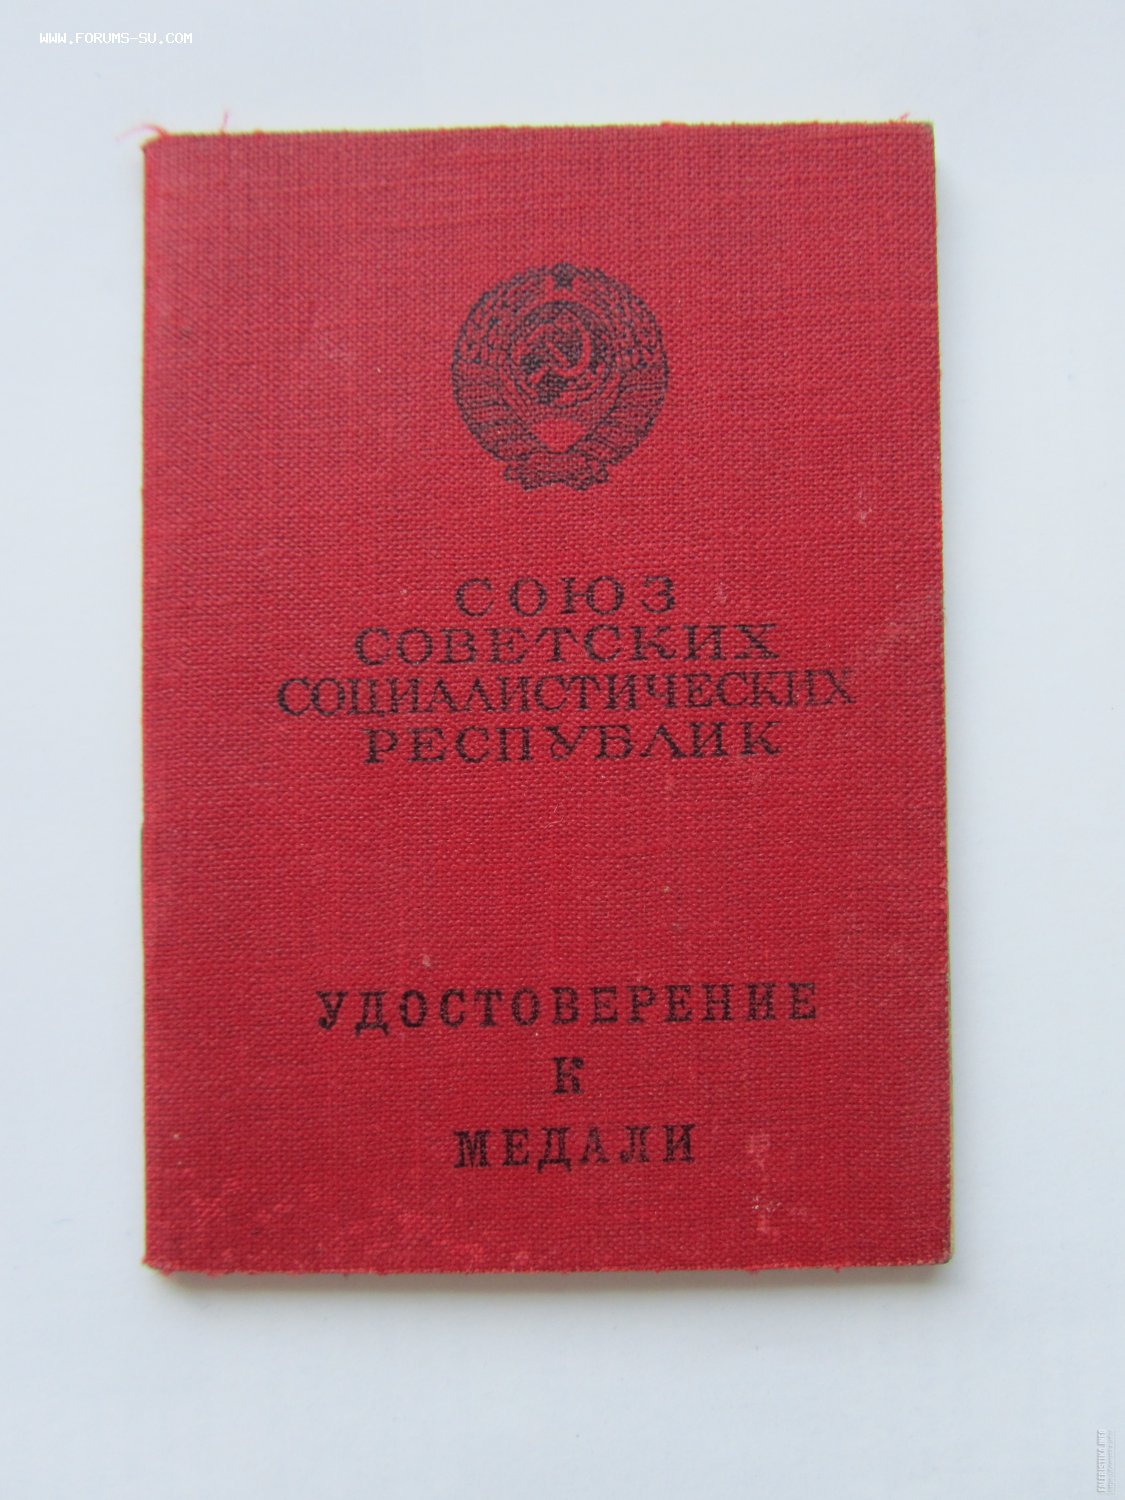 WWW.FORUMS-SU.COM
СОЮЗ
СОВЕТСКИХ
СОЦИАЛИСТИЧЕСКИХ
РЕСПУБЛИК
УДОСТОВЕРЕНИЕ
К
МЕДАЛИ